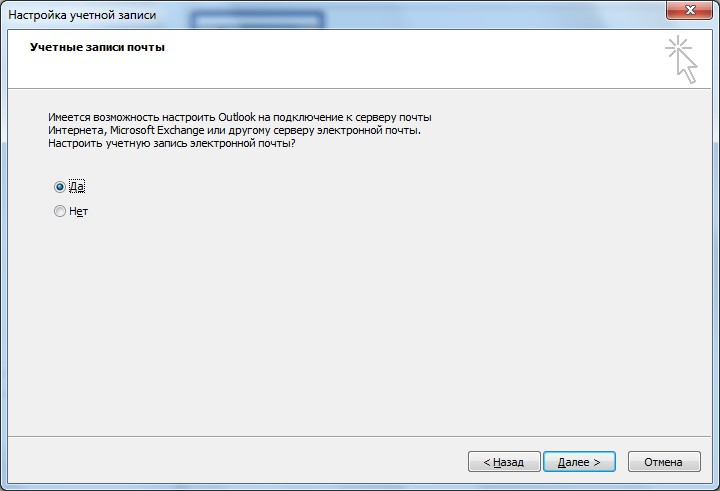 Настройка учетной записи
Учетные записи почты
Имеется возможность настроить Outlook на подключение к серверу почты
Интернета, Microsoft Exchange или другому серверу электронной почты.
Настроить учетную запись электронной почты?
Да
Нет
< Назад
Далее >
Отмена